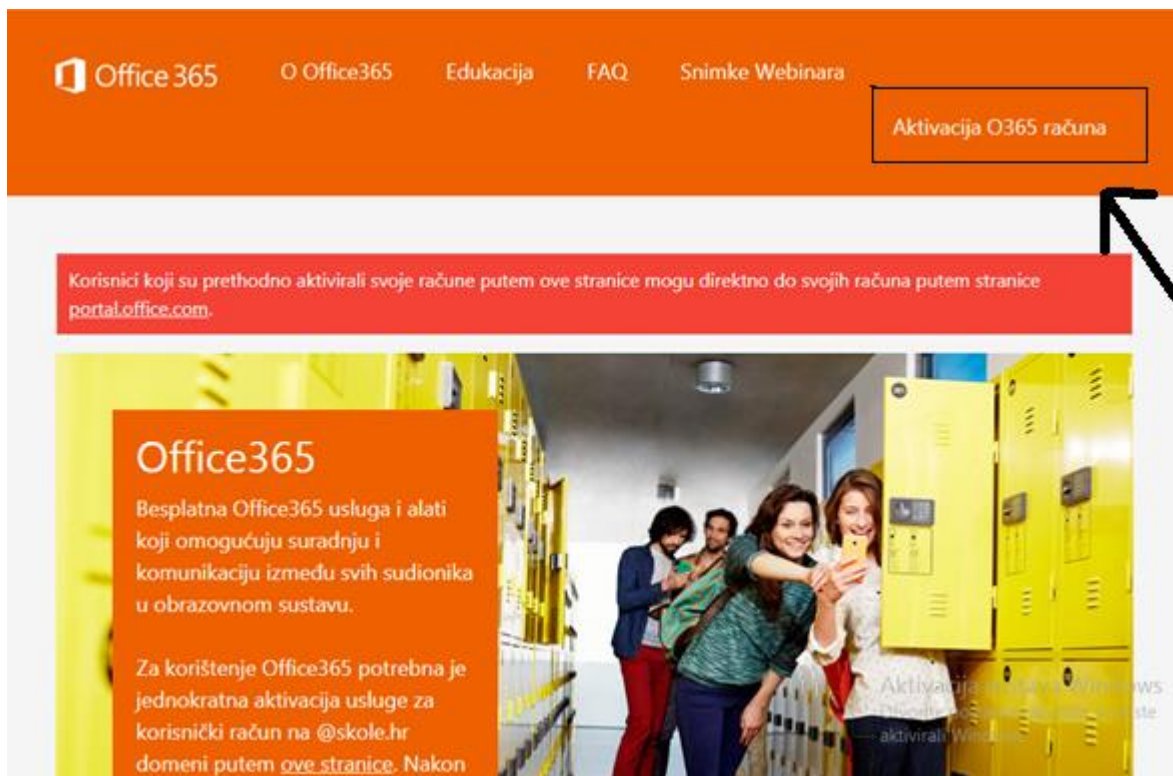 Office 365
O Office365
Edukacija
FAQ
Snimke Webinara
Aktivacija O365 računa
Korisnici koji su prethodno aktivirali svoje račune putem ove stranice mogu direktno do svojih računa putem stranice
portal.office.com.
Office365
Besplatna Office365 usluga i alati
koji omogućuju suradnju i
komunikaciju između svih sudionika
u obrazovnom sustavu.
Za korištenje Office365 potrebna je
jednokratna aktivacija usluge za
korisnički račun na @skole.hr
domeni putem ove stranice. Nakon
Aktivacija Windows
aktivirali